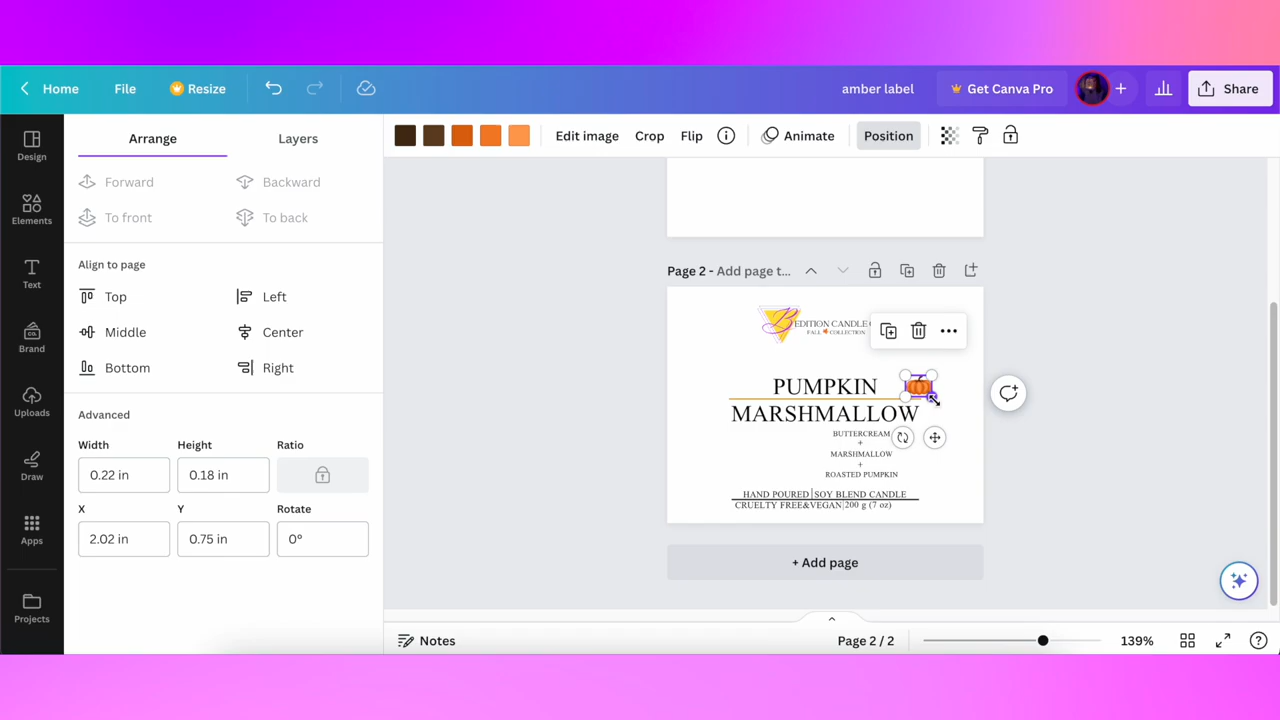 Home File Resize amber label Get Canva Pro Share
Arrange Layers
Edit image Crop Flip Animate Position
Design
Elements
Text
Brand
Uploads
Draw
Apps
Projects
Forward Backward
To front To back
Align to page
Top Left
Middle Center
Bottom Right
Advanced
Width Height Ratio
0.22 in 0.18 in
X Y Rotate
2.02 in 0.75 in 0°
Page 2 - Add page t...
B EDITION CANDLE C
FALL COLLECTION
PUMPKIN
MARSHMALLOW
BUTTERCREAM
+
MARSHMALLOW
+
ROASTED PUMPKIN
HAND POURED|SOY BLEND CANDLE
CRUELTY FREE&VEGAN|200 g (7 oz)
+ Add page
Notes Page 2 / 2 139%